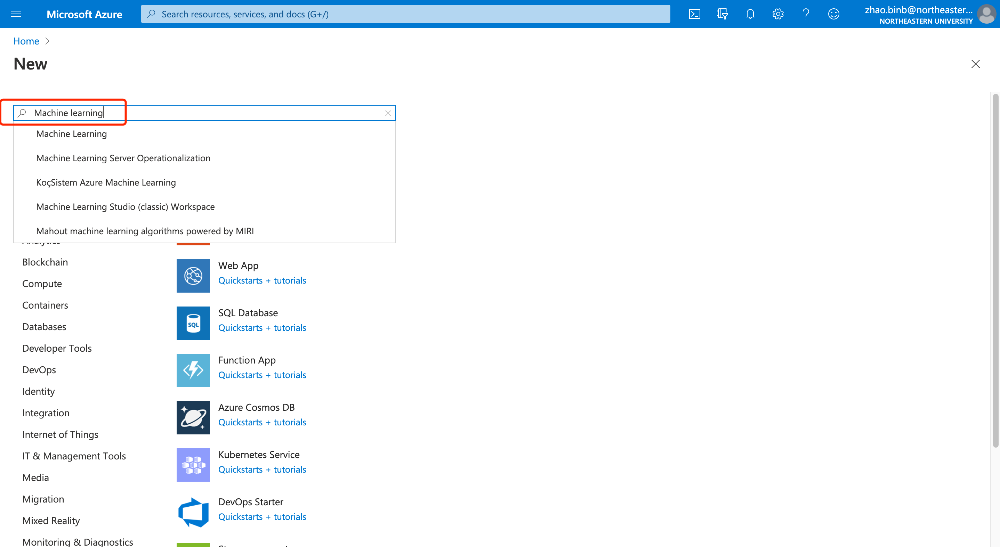 Microsoft Azure
Search resources, services, and docs (G+/)
zhao.binb@northeaster...
NORTHEASTERN UNIVERSITY
Home
New
Machine learning
Machine Learning
Machine Learning Server Operationalization
KoçSistem Azure Machine Learning
Machine Learning Studio (classic) Workspace
Mahout machine learning algorithms powered by MIRI
Analytics
Blockchain
Compute
Containers
Databases
Developer Tools
DevOps
Identity
Integration
Internet of Things
IT & Management Tools
Media
Migration
Mixed Reality
Monitoring & Diagnostics
Web App
Quickstarts + tutorials
SQL
SQL Database
Quickstarts + tutorials
Function App
Quickstarts + tutorials
Azure Cosmos DB
Quickstarts + tutorials
Kubernetes Service
Quickstarts + tutorials
DevOps Starter
Quickstarts + tutorials